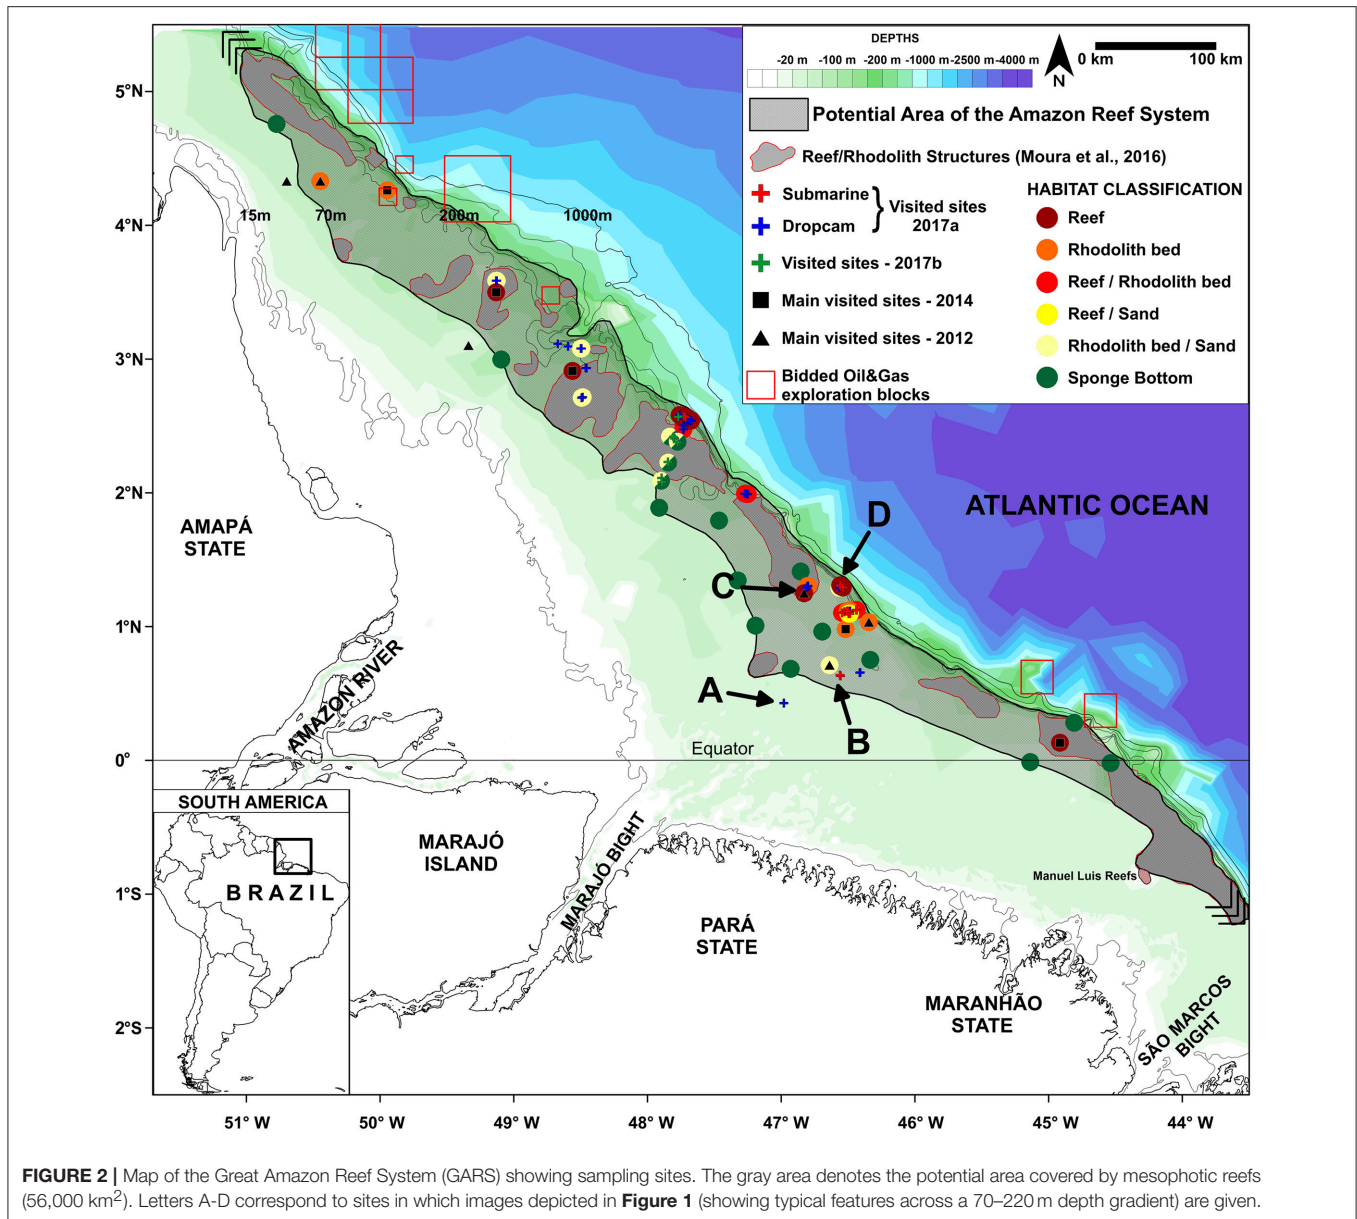 DEPTHS
-20 m -100 m -200 m -1000 m -2500 m -4000 m
N
0 km 100 km
Potential Area of the Amazon Reef System
Reef/Rhodolith Structures (Moura et al., 2016)
Submarine
Dropcam
Visited sites
2017a
Visited sites - 2017b
Main visited sites - 2014
Main visited sites - 2012
Bidded Oil&Gas
exploration blocks
HABITAT CLASSIFICATION
Reef
Rhodolith bed
Reef / Rhodolith bed
Reef / Sand
Rhodolith bed / Sand
Sponge Bottom
5°N
4°N
3°N
2°N
1°N
0°
1°S
2°S
15m 70m 200m 1000m
ATLANTIC OCEAN
AMAPÁ
STATE
D
C
A
B
AMAZON RIVER
Equator
SOUTH AMERICA
BRAZIL
MARAJÓ
ISLAND
MARAJÓ BIGHT
PARÁ
STATE
Manuel Luis Reefs
MARANHÃO
STATE
SÃO MARCOS
BIGHT
51° W 50° W 49° W 48° W 47° W 46° W 45° W 44° W
FIGURE 2 | Map of the Great Amazon Reef System (GARS) showing sampling sites. The gray area denotes the potential area covered by mesophotic reefs
(56,000 km²). Letters A-D correspond to sites in which images depicted in Figure 1 (showing typical features across a 70–220 m depth gradient) are given.